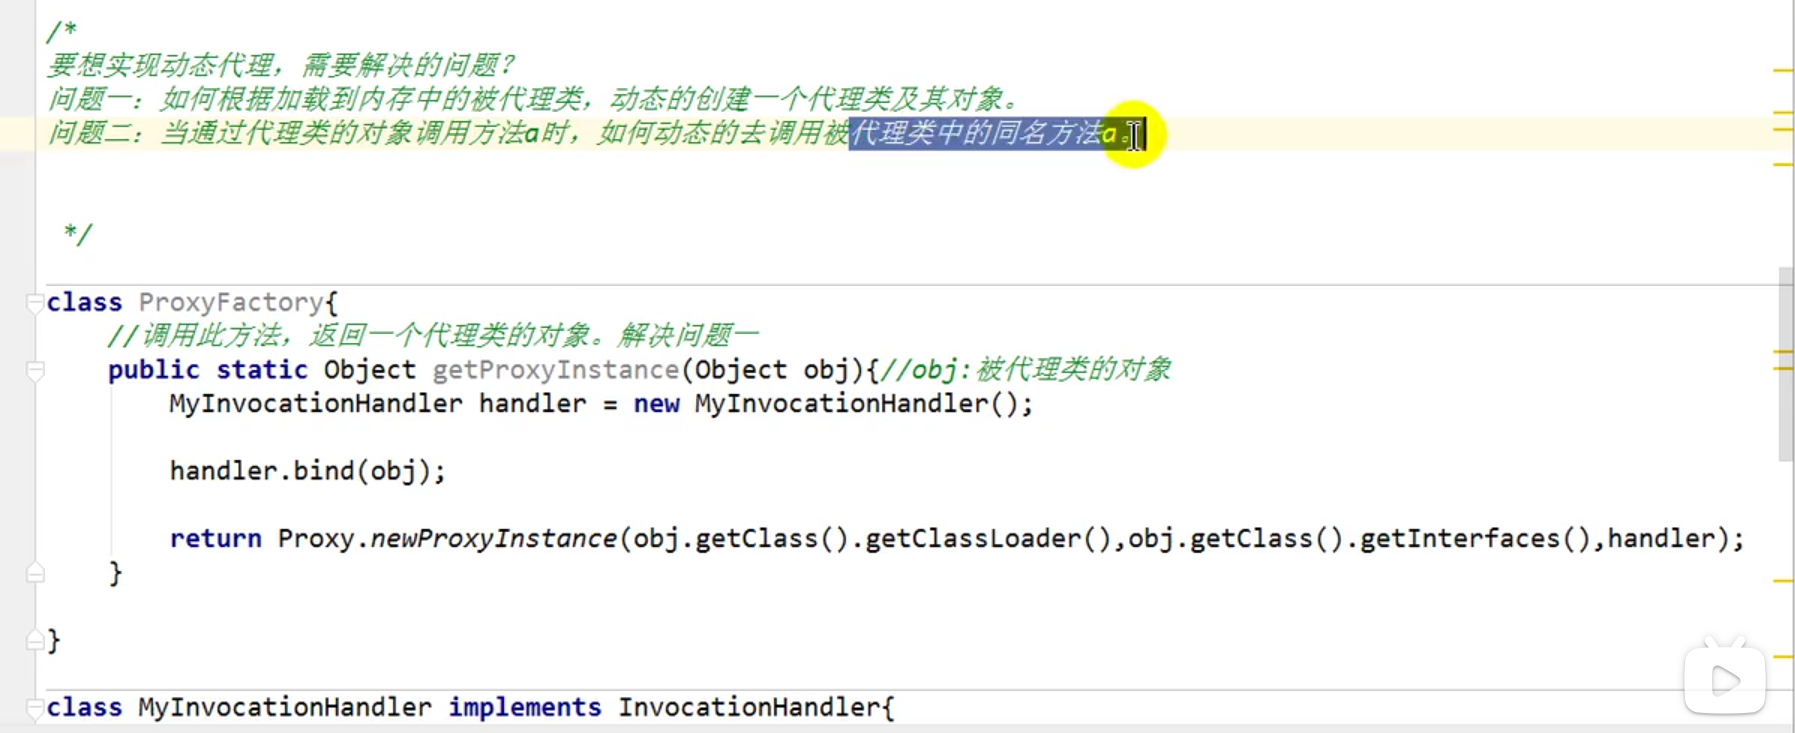 /*
要想实现动态代理，需要解决的问题？
问题一：如何根据加载到内存中的被代理类，动态的创建一个代理类及其对象。
问题二：当通过代理类的对象调用方法a时，如何动态的去调用被代理类中的同名方法a。
*/
class ProxyFactory{
//调用此方法，返回一个代理类的对象。解决问题一
public static Object getProxyInstance(Object obj){//obj:被代理类的对象
MyInvocationHandler handler = new MyInvocationHandler();
handler.bind(obj);
return Proxy.newProxyInstance(obj.getClass().getClassLoader(),obj.getClass().getInterfaces(),handler);
}
}
class MyInvocationHandler implements InvocationHandler{